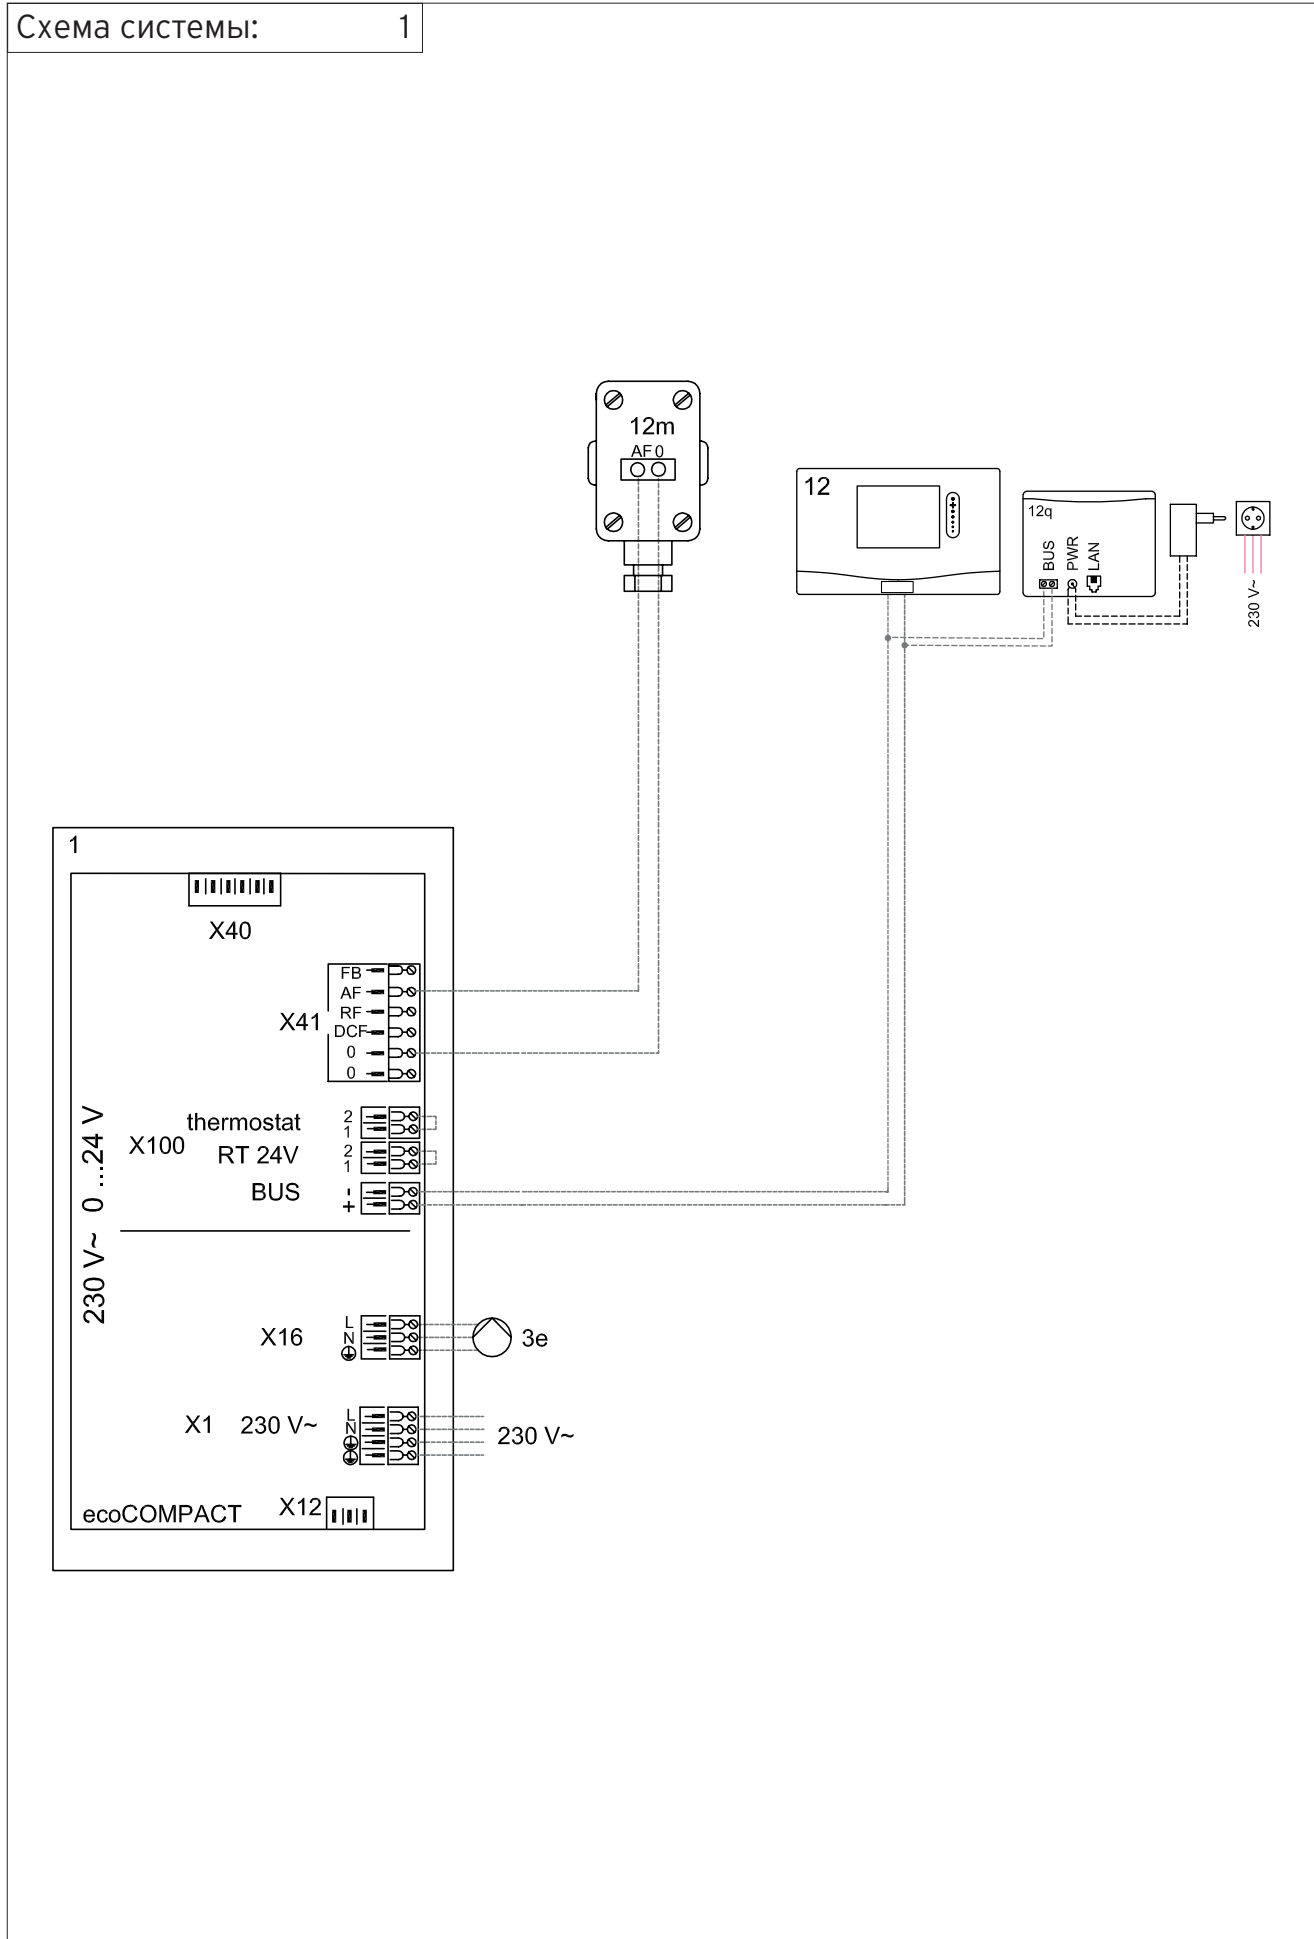 Схема системы: 1
12m
AF 0
12
12q
BUS
PWR
LAN
230 V~
1
X40
X41
FB
AF
RF
DCF
0
0
230 V~ 0 ...24 V
X100
thermostat
2
1
RT 24V
2
1
BUS
-
+
X16
L
N
3e
X1 230 V~
L
N
230 V~
ecoCOMPACT
X12